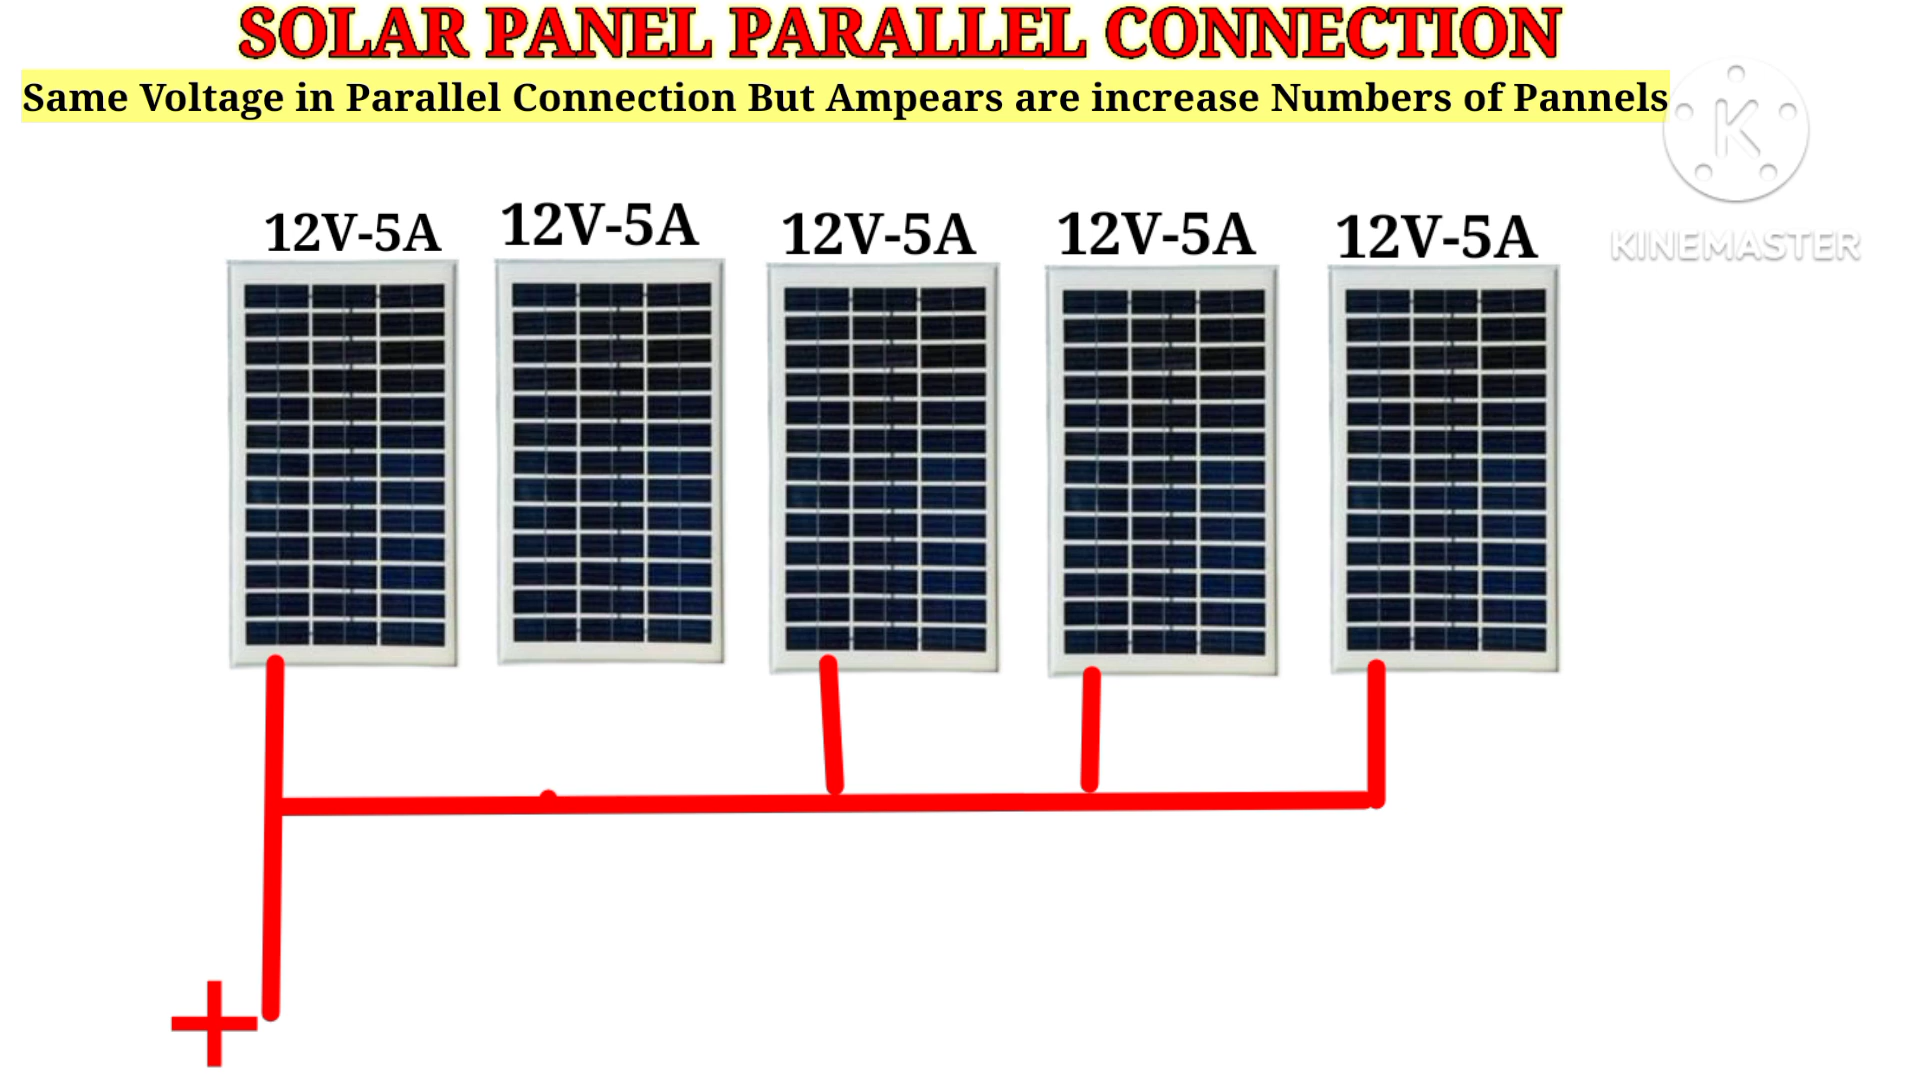 SOLAR PANEL PARALLEL CONNECTION
Same Voltage in Parallel Connection But Ampears are increase Numbers of Pannels
12V-5A 12V-5A 12V-5A 12V-5A 12V-5A
K
KINEMASTER
+